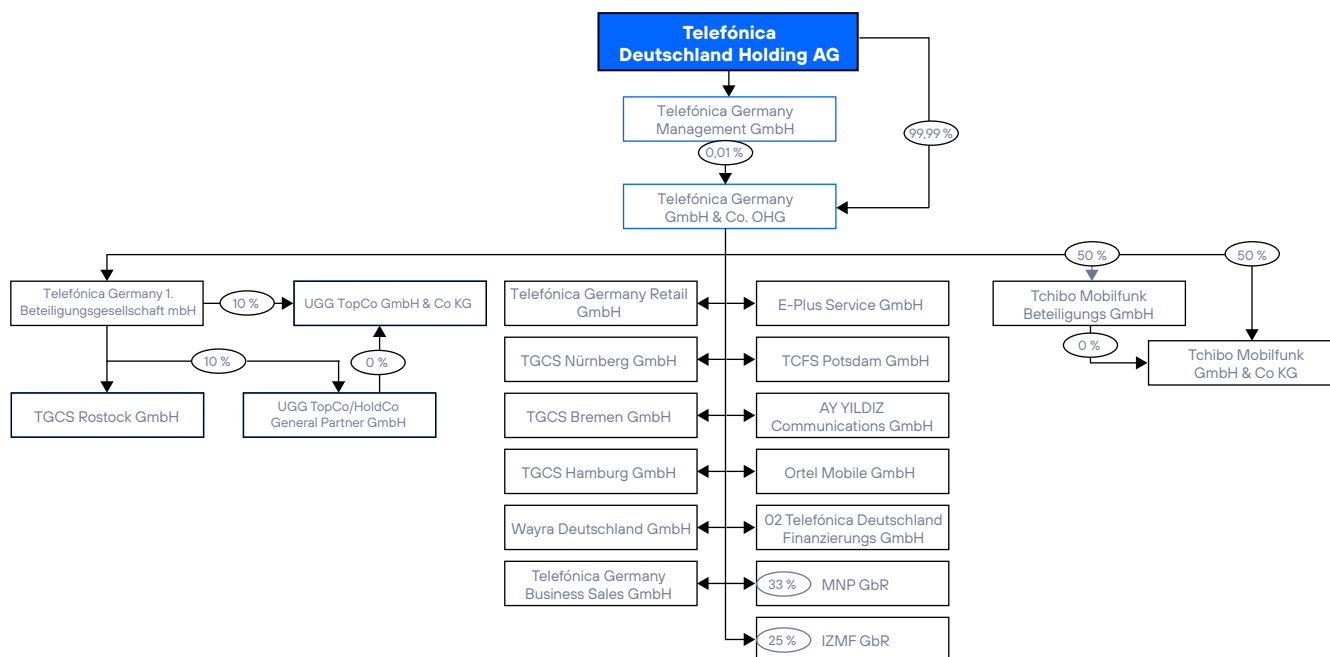 Telefónica
Deutschland Holding AG
Telefónica Germany
Management GmbH
99,99 %
0,01 %
Telefónica Germany
GmbH & Co. OHG
50 %
50 %
Telefónica Germany 1.
Beteiligungsgesellschaft mbH
10 %
UGG TopCo GmbH & Co KG
Telefónica Germany Retail
GmbH
E-Plus Service GmbH
Tchibo Mobilfunk
Beteiligungs GmbH
10 %
0 %
TGCS Nürnberg GmbH
TCFS Potsdam GmbH
0 %
Tchibo Mobilfunk
GmbH & Co KG
TGCS Rostock GmbH
UGG TopCo/HoldCo
General Partner GmbH
TGCS Bremen GmbH
AY YILDIZ
Communications GmbH
TGCS Hamburg GmbH
Ortel Mobile GmbH
Wayra Deutschland GmbH
02 Telefónica Deutschland
Finanzierungs GmbH
Telefónica Germany
Business Sales GmbH
33 % MNP GbR
25 % IZMF GbR